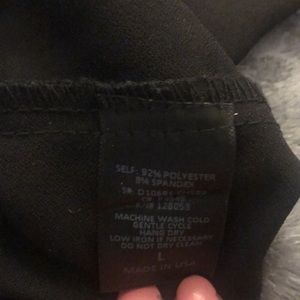 SELF: 92% POLYESTER
8% SPANDEX
MACHINE WASH COLD
GENTLE CYCLE
HANG DRY
LOW IRON IF NECESSARY
DO NOT DRY CLEAN
L
MADE IN USA